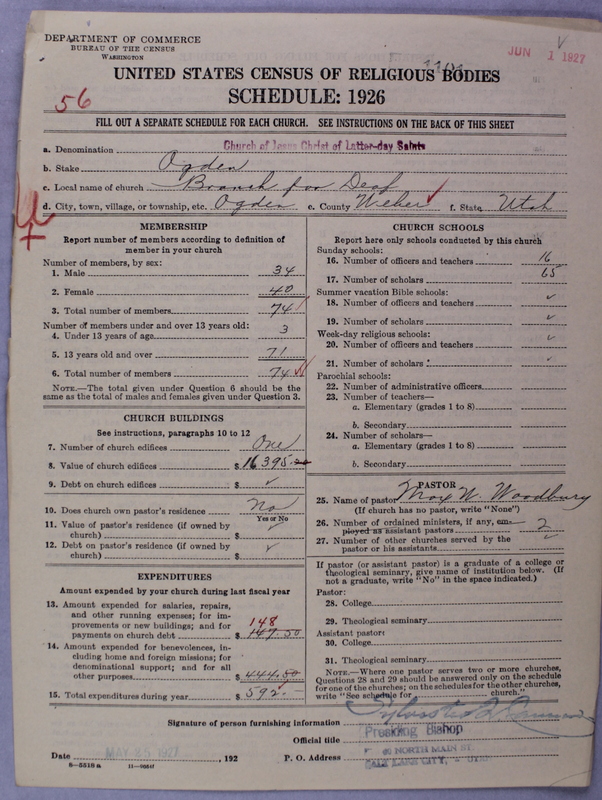 DEPARTMENT OF COMMERCE
BUREAU OF THE CENSUS
WASHINGTON
JUN 1 1927
UNITED STATES CENSUS OF RELIGIOUS BODIES
SCHEDULE: 1926
56
FILL OUT A SEPARATE SCHEDULE FOR EACH CHURCH. SEE INSTRUCTIONS ON THE BACK OF THIS SHEET
a. Denomination Church of Jesus Christ of Latter-day Saints
b. Stake Ogden
c. Local name of church Branch for Deaf
d. City, town, village, or township, etc. Ogden e. County Weber f. State Utah
MEMBERSHIP
Report number of members according to definition of
member in your church
Number of members, by sex:
1. Male 34
2. Female 40
3. Total number of members 74
Number of members under and over 13 years old:
4. Under 13 years of age 3
5. 13 years old and over 71
6. Total number of members 74
NOTE.—The total given under Question 6 should be
same as the total of males and females given under Question 3.
CHURCH BUILDINGS
See instructions, paragraphs 10 to 12
7. Number of church edifices One
8. Value of church edifices $16395.
9. Debt on church edifices $ ✓
10. Does church own pastor's residence No
Yes or No
11. Value of pastor's residence (if owned by
church) $ ✓
12. Debt on pastor's residence (if owned by
church) $ ✓
EXPENDITURES
Amount expended by your church during last fiscal year
13. Amount expended for salaries, repairs,
and other running expenses; for im-
provements or new buildings; and for 148
payments on church debt $ 147.50
14. Amount expended for benevolences, in-
cluding home and foreign missions; for
denominational support; and for all
other purposes $ 444.50
15. Total expenditures during year $ 592.—
CHURCH SCHOOLS
Report here only schools conducted by this church
Sunday schools:
16. Number of officers and teachers 16
17. Number of scholars 65
Summer vacation Bible schools:
18. Number of officers and teachers ✓
19. Number of scholars ✓
Week-day religious schools:
20. Number of officers and teachers ✓
21. Number of scholars ✓
Parochial schools:
22. Number of administrative officers
23. Number of teachers—
a. Elementary (grades 1 to 8)
b. Secondary
24. Number of scholars—
a. Elementary (grades 1 to 8)
b. Secondary
PASTOR
25. Name of pastor Max W. Woodbury
(If church has no pastor, write "None")
26. Number of ordained ministers, if any, em-
ployed as assistant pastors 2
27. Number of other churches served by the
pastor or his assistants ✓
If pastor (or assistant pastor) is a graduate of a college or
theological seminary, give name of institution below. (If
not a graduate, write "No" in the space indicated.)
Pastor:
28. College
29. Theological seminary
Assistant pastor:
30. College
31. Theological seminary
NOTE.—Where one pastor serves two or more churches,
Questions 28 and 29 should be answered only on the schedule
for one of the churches; on the schedules for the other churches,
write "See schedule for church."
Signature of person furnishing information
Official title Presiding Bishop
Date MAY 25 1927, 192 P. O. Address 40 NORTH MAIN ST.
SALT LAKE CITY, UTAH
8—5510 a